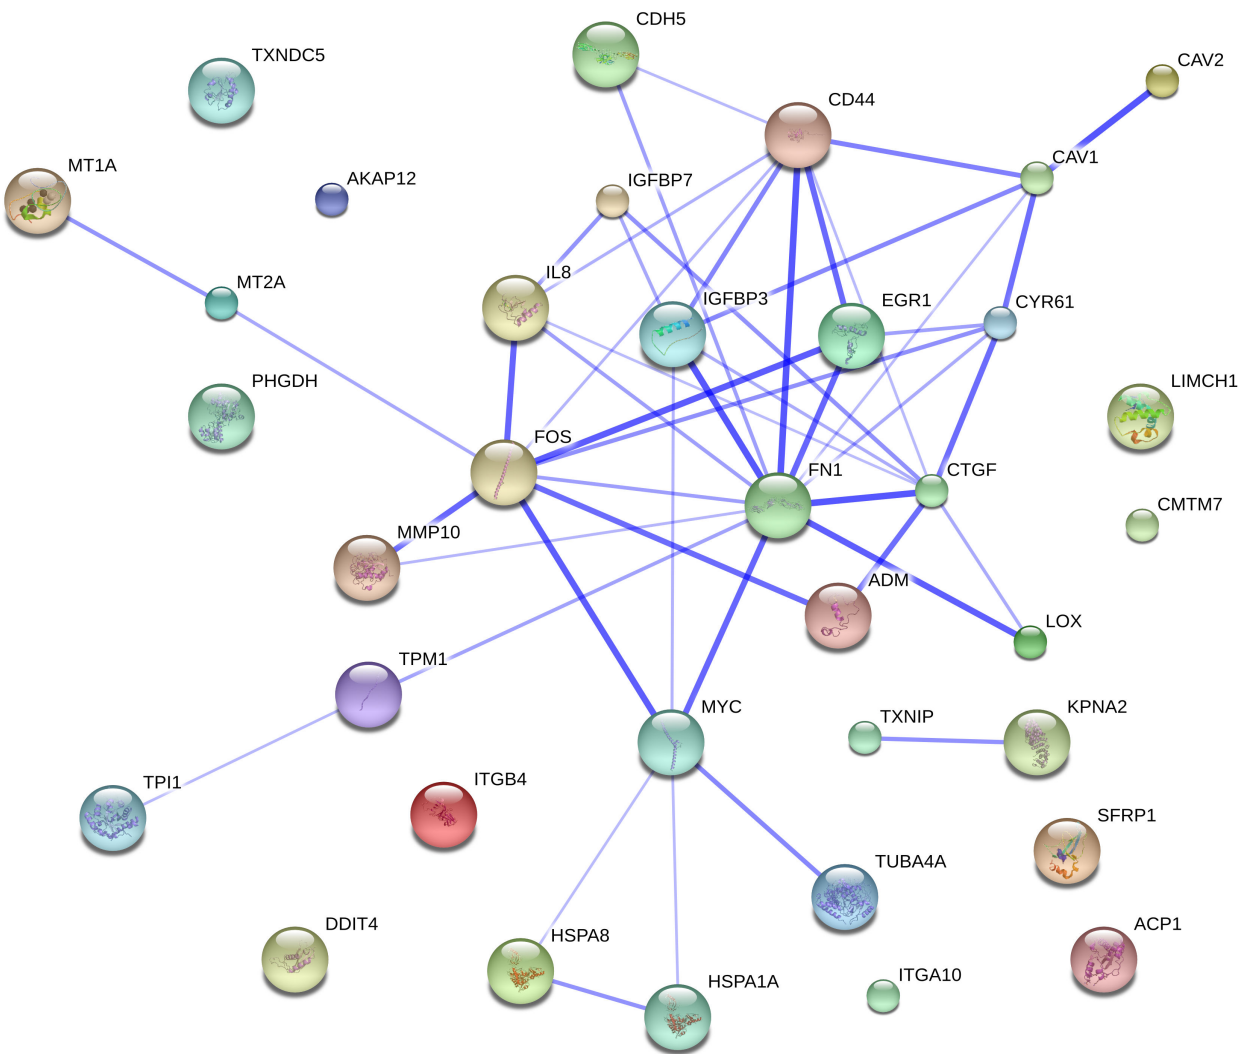 CDH5
TXNDC5
CAV2
CD44
CAV1
MT1A
AKAP12
IGFBP7
IL8
MT2A
IGFBP3
EGR1
CYR61
PHGDH
LIMCH1
FOS
FN1
CTGF
CMTM7
MMP10
ADM
LOX
TPM1
MYC
TXNIP
KPNA2
TPI1
ITGB4
SFRP1
TUBA4A
DDIT4
HSPA8
ACP1
HSPA1A
ITGA10